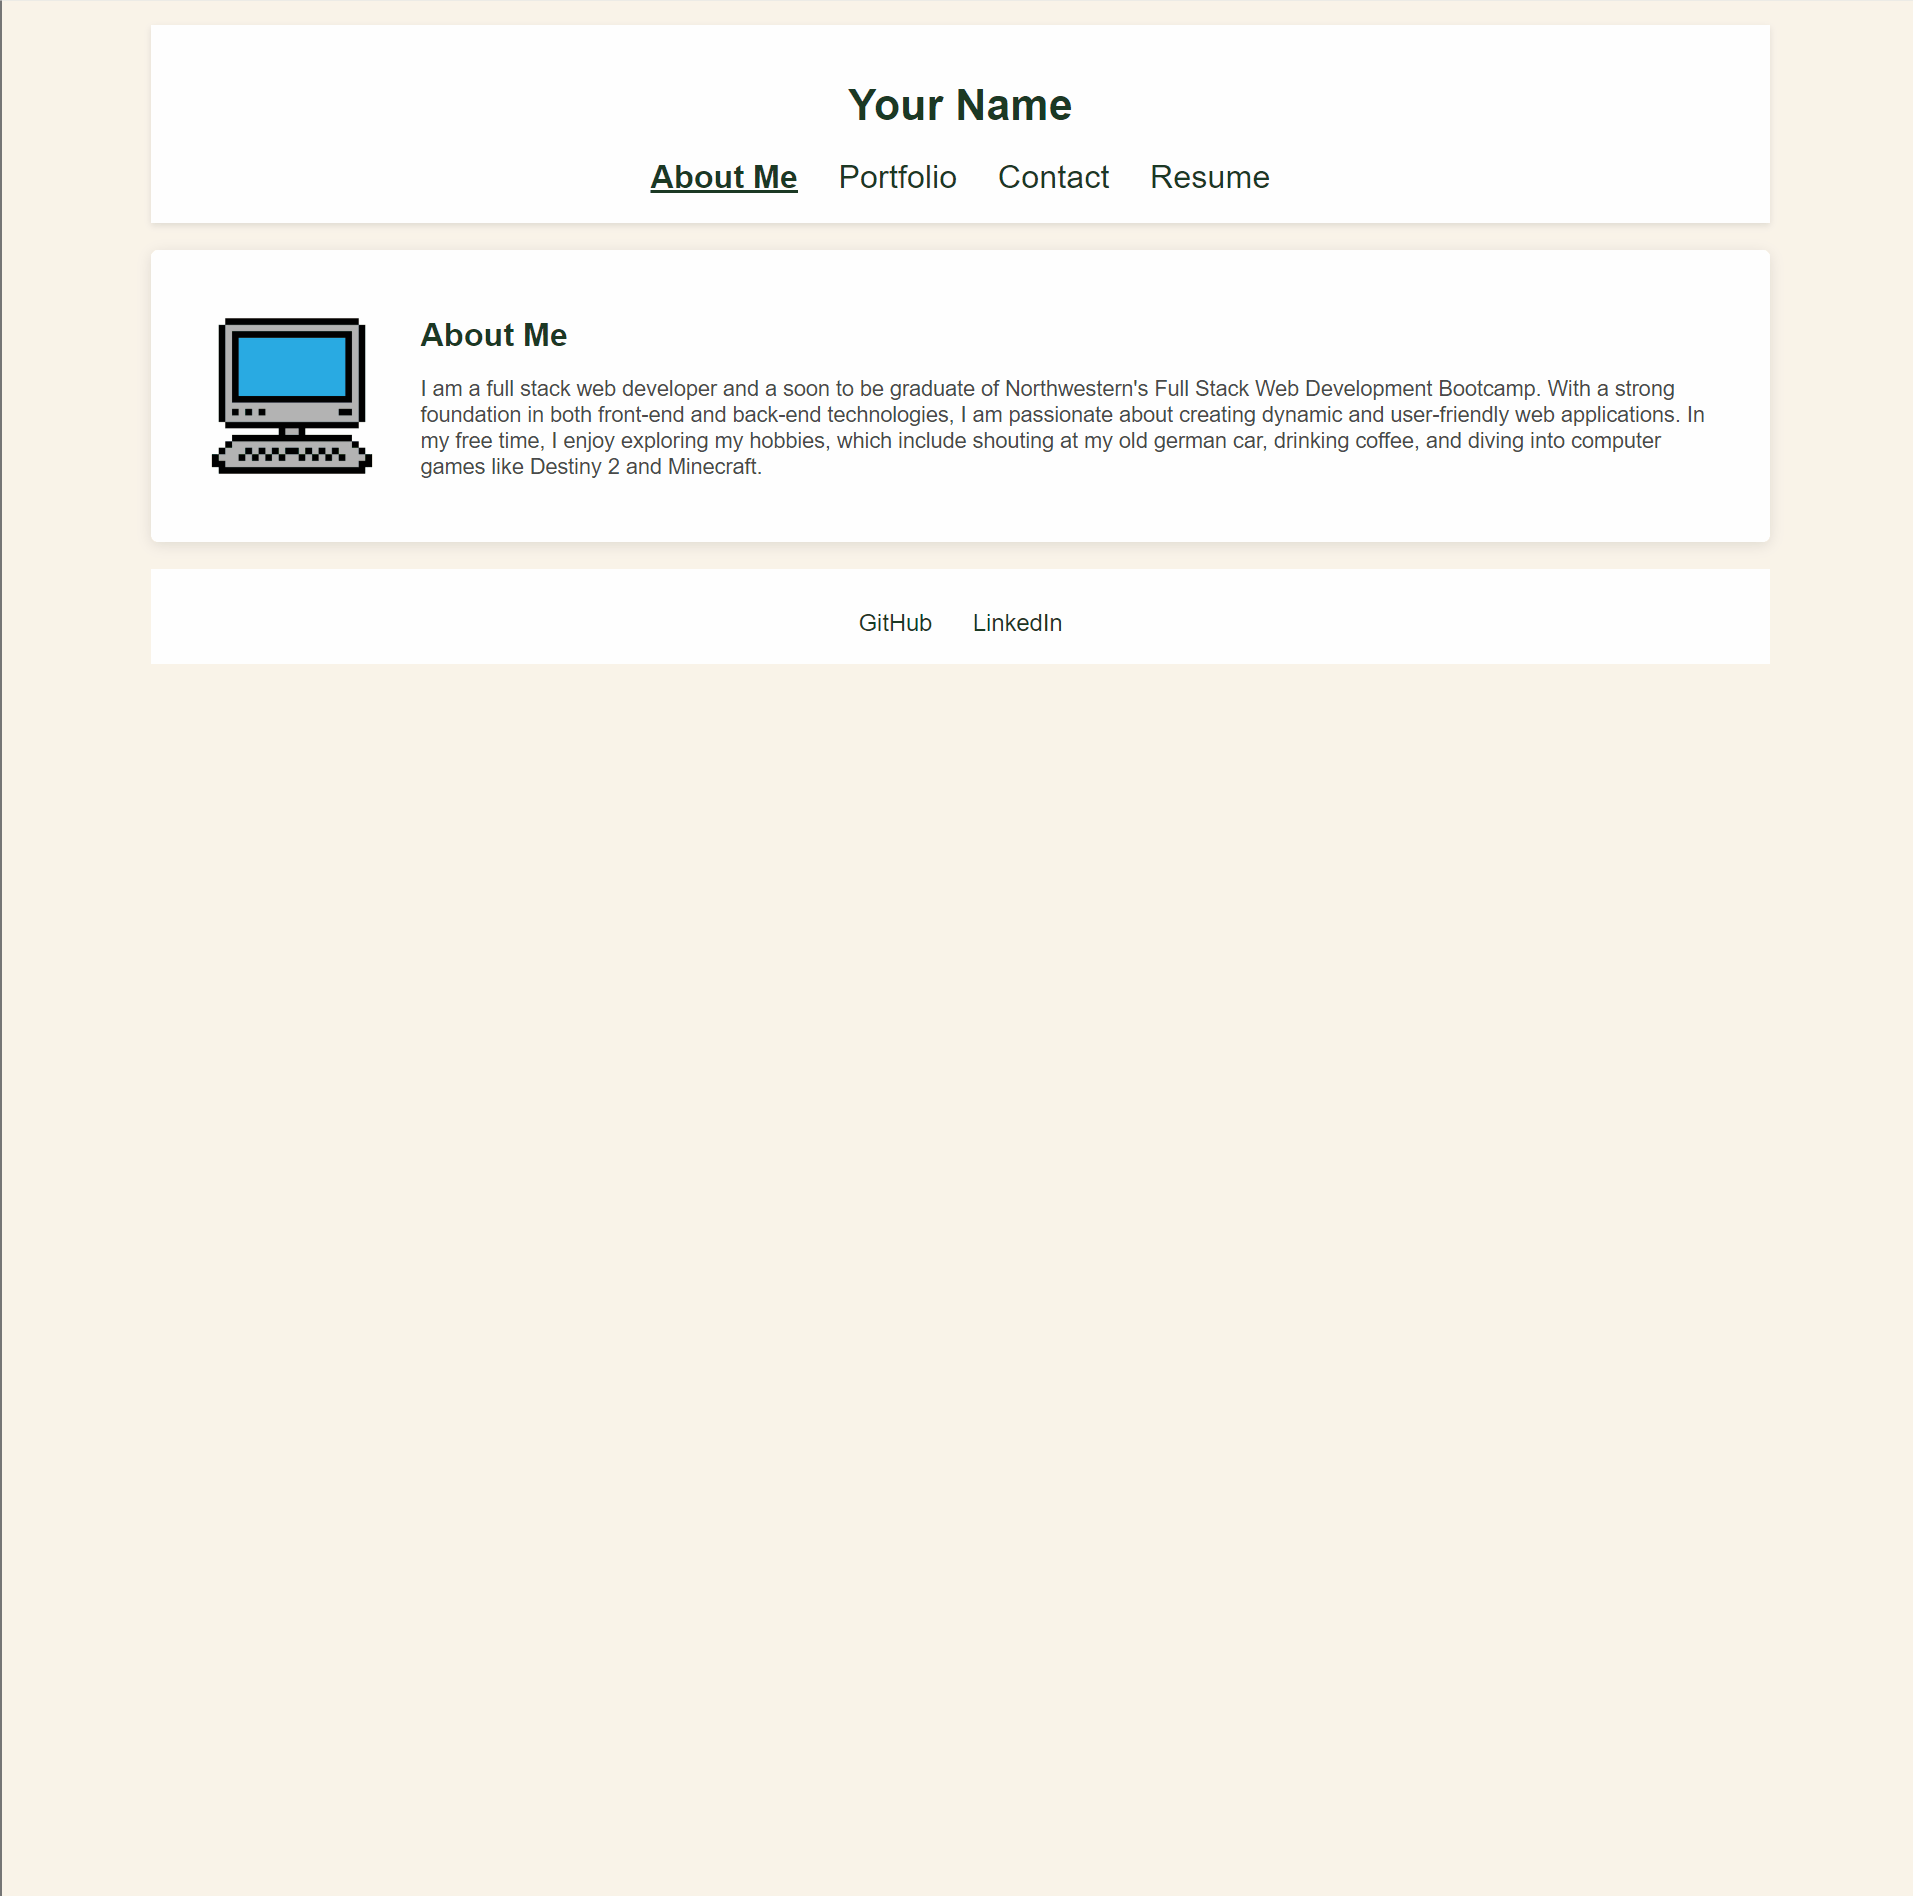 Your Name
About Me Portfolio Contact Resume
About Me
I am a full stack web developer and a soon to be graduate of Northwestern's Full Stack Web Development Bootcamp. With a strong
foundation in both front-end and back-end technologies, I am passionate about creating dynamic and user-friendly web applications. In
my free time, I enjoy exploring my hobbies, which include shouting at my old german car, drinking coffee, and diving into computer
games like Destiny 2 and Minecraft.
GitHub LinkedIn